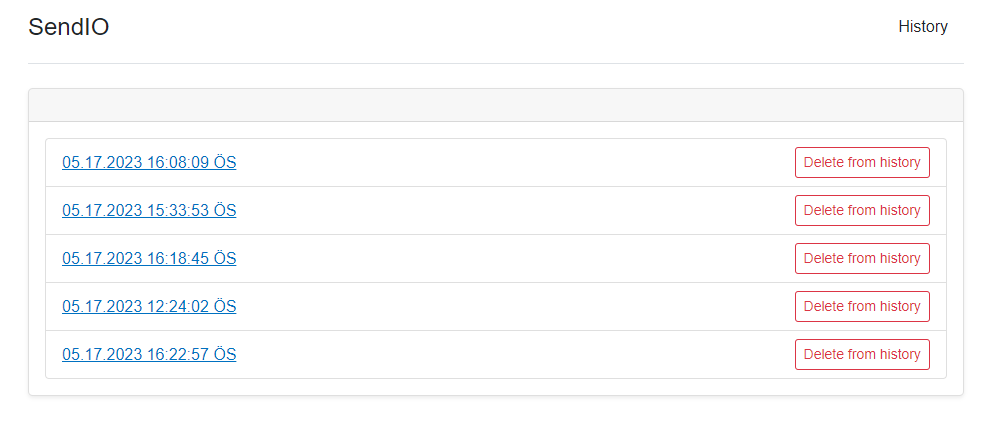 SendIO History
05.17.2023 16:08:09 ÖS Delete from history
05.17.2023 15:33:53 ÖS Delete from history
05.17.2023 16:18:45 ÖS Delete from history
05.17.2023 12:24:02 ÖS Delete from history
05.17.2023 16:22:57 ÖS Delete from history